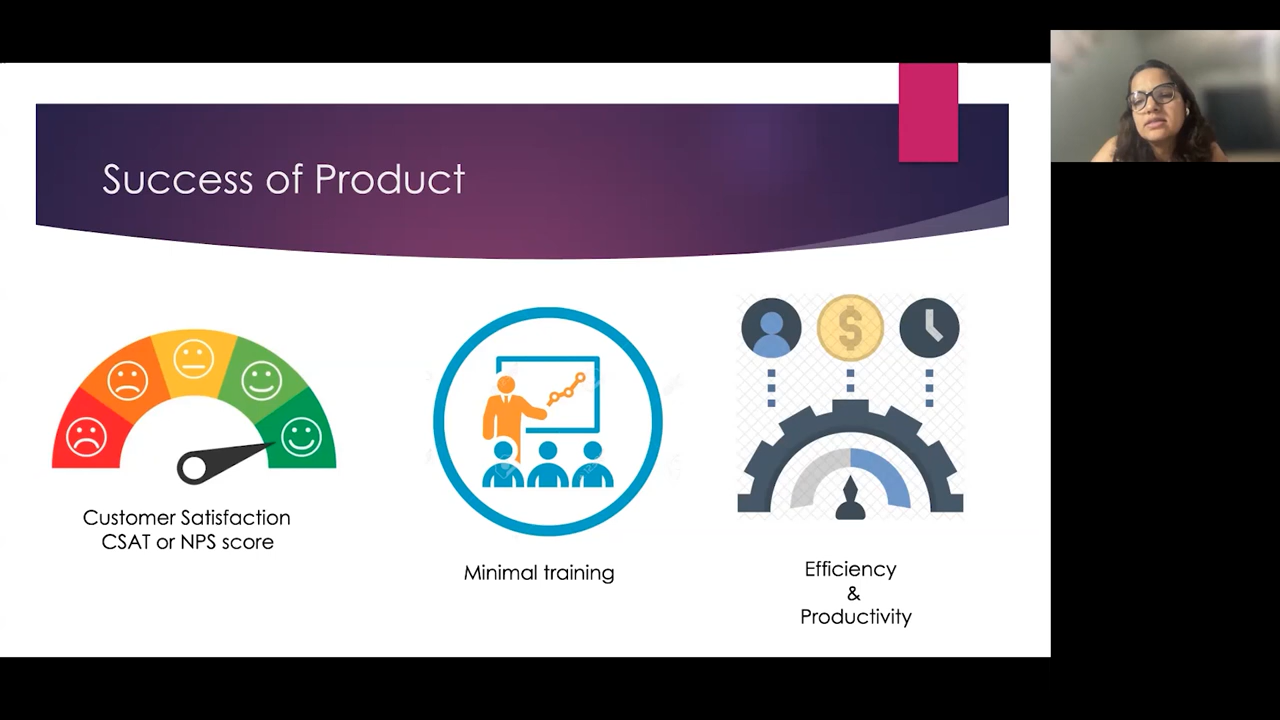 Success of Product
Customer Satisfaction
CSAT or NPS score
Minimal training
$
Efficiency
&
Productivity